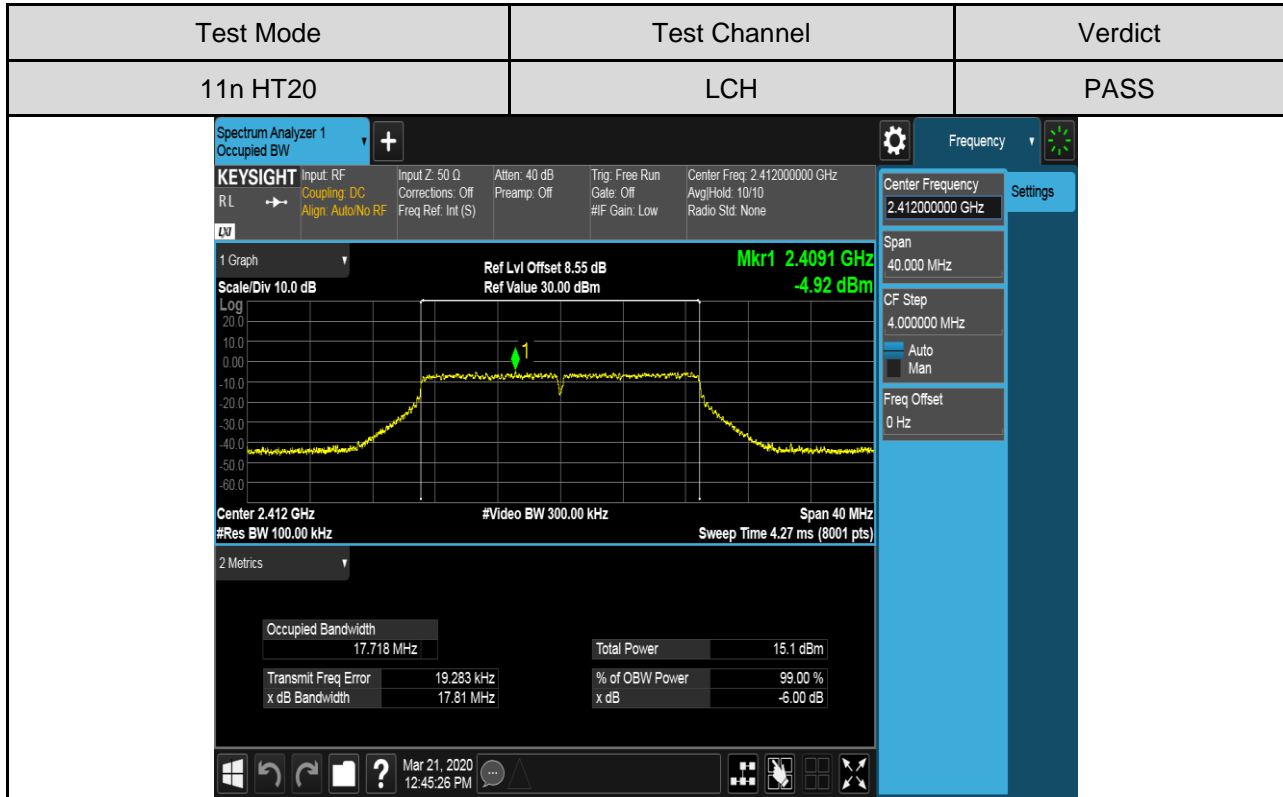 Test Mode Test Channel Verdict
11n HT20 LCH PASS
Spectrum Analyzer 1
Occupied BW
+
Frequency
KEYSIGHT Input: RF Input Z: 50 Ω Atten: 40 dB Trig: Free Run Center Freq: 2.412000000 GHz
RL Coupling: DC Corrections: Off Preamp: Off Gate: Off Avg|Hold: 10/10
Align: Auto/No RF Freq Ref: Int (S) #IF Gain: Low Radio Std: None
LXI
Center Frequency Settings
2.412000000 GHz
Span
40.000 MHz
CF Step
4.000000 MHz
Auto
Man
Freq Offset
0 Hz
1 Graph Ref Lvl Offset 8.55 dB Mkr1 2.4091 GHz
Scale/Div 10.0 dB Ref Value 30.00 dBm -4.92 dBm
Log
20.0
10.0
1
0.00
-10.0
-20.0
-30.0
-40.0
-50.0
-60.0
Center 2.412 GHz #Video BW 300.00 kHz Span 40 MHz
#Res BW 100.00 kHz Sweep Time 4.27 ms (8001 pts)
2 Metrics
Occupied Bandwidth
17.718 MHz Total Power 15.1 dBm
Transmit Freq Error 19.283 kHz % of OBW Power 99.00 %
x dB Bandwidth 17.81 MHz x dB -6.00 dB
? Mar 21, 2020
12:45:26 PM